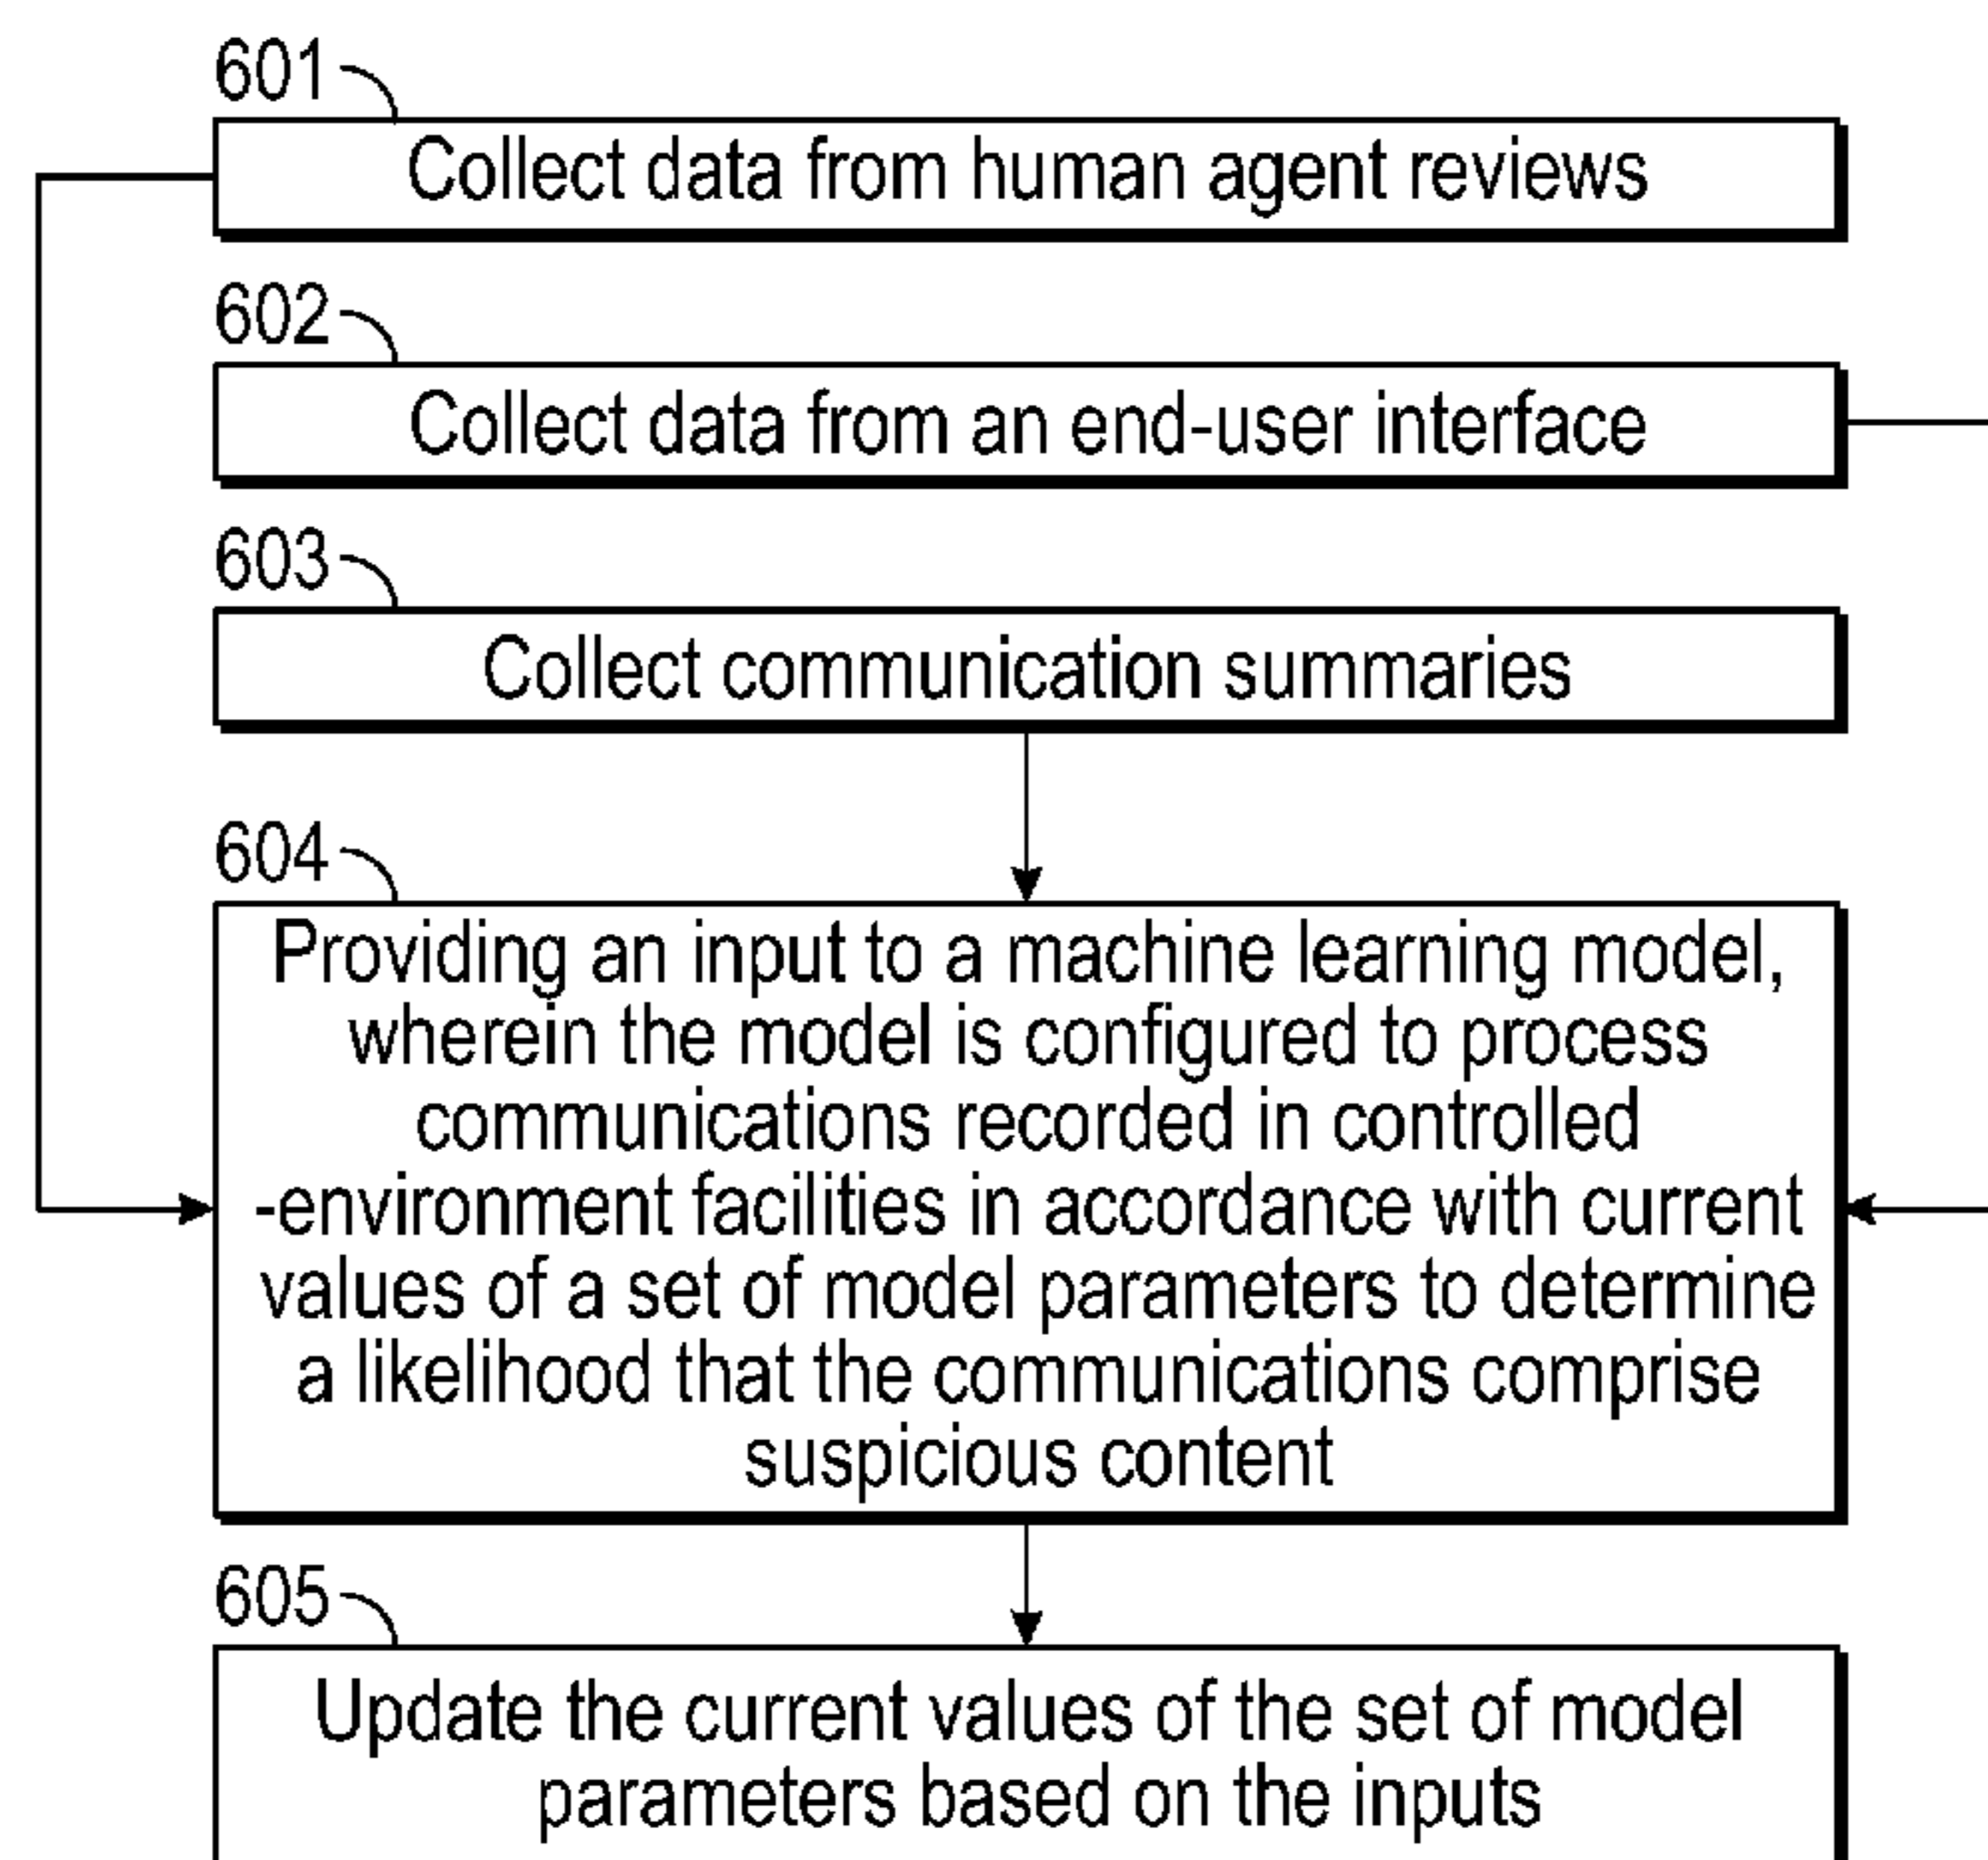 601
Collect data from human agent reviews
602
Collect data from an end-user interface
603
Collect communication summaries
604
Providing an input to a machine learning model,
wherein the model is configured to process
communications recorded in controlled
-environment facilities in accordance with current
values of a set of model parameters to determine
a likelihood that the communications comprise
suspicious content
605
Update the current values of the set of model
parameters based on the inputs